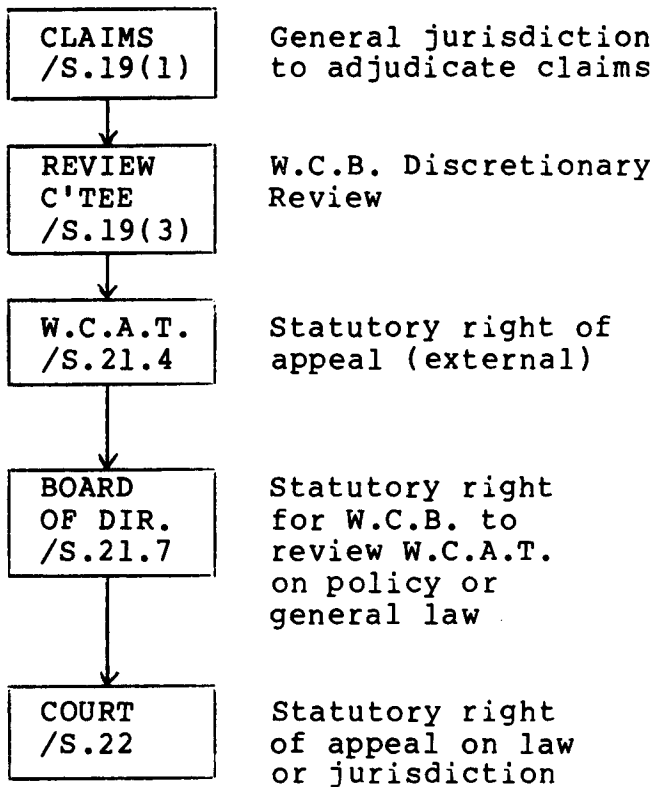 CLAIMS
/S.19(1)
General jurisdiction
to adjudicate claims
REVIEW
C'TEE
/S.19(3)
W.C.B. Discretionary
Review
W.C.A.T.
/S.21.4
Statutory right of
appeal (external)
BOARD
OF DIR.
/S.21.7
Statutory right
for W.C.B. to
review W.C.A.T.
on policy or
general law
COURT
/S.22
Statutory right
of appeal on law
or jurisdiction